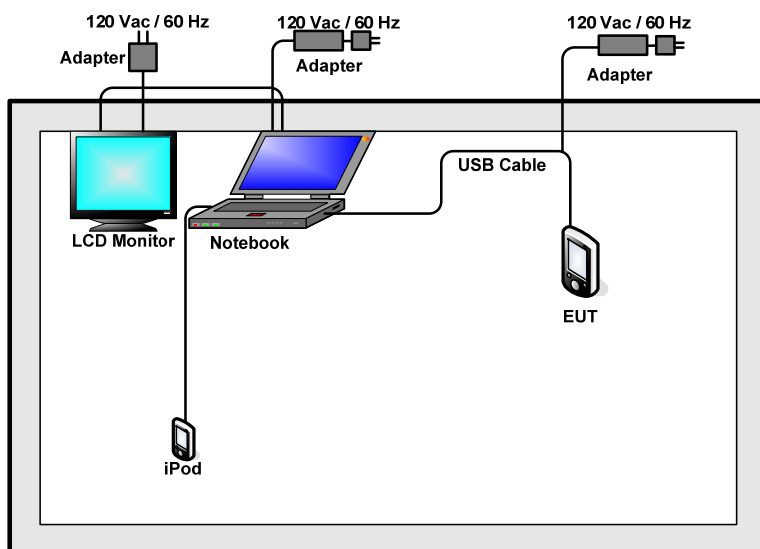 120 Vac / 60 Hz
120 Vac / 60 Hz
120 Vac / 60 Hz
Adapter
Adapter
Adapter
USB Cable
LCD Monitor
Notebook
EUT
iPod